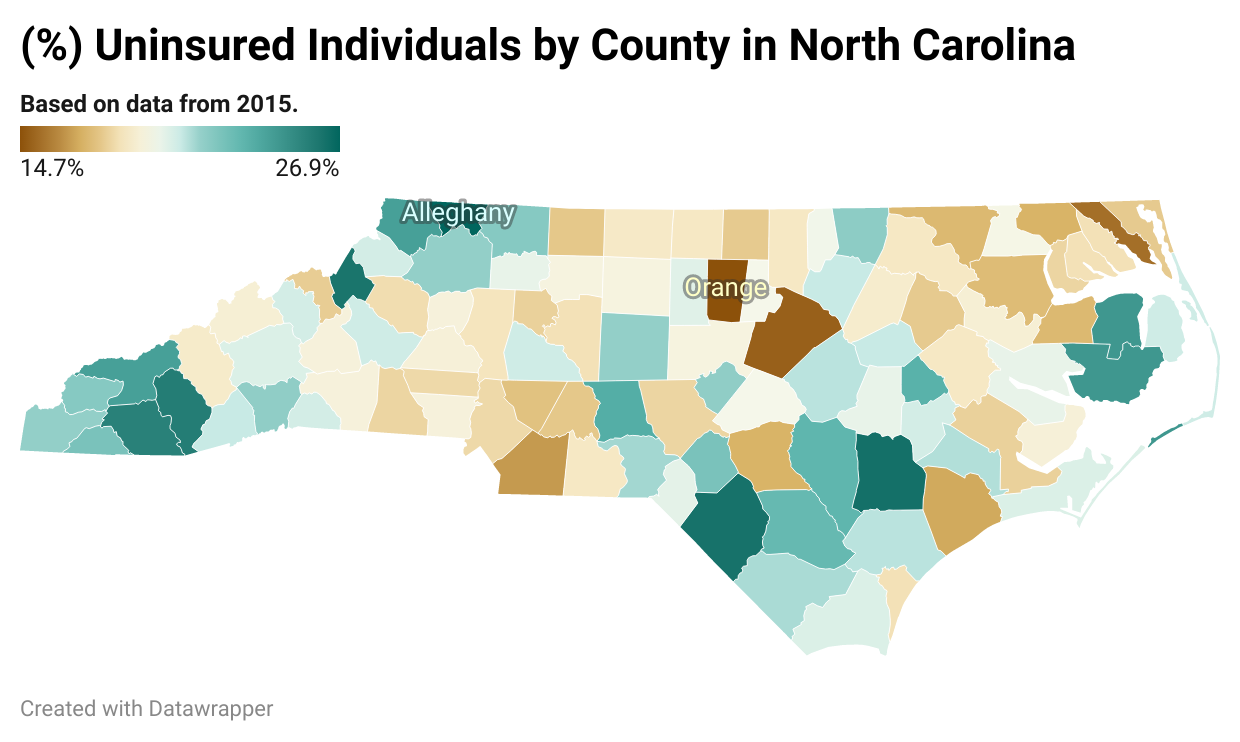 (%) Uninsured Individuals by County in North Carolina
Based on data from 2015.
14.7% 26.9%
Alleghany
Orange
Created with Datawrapper